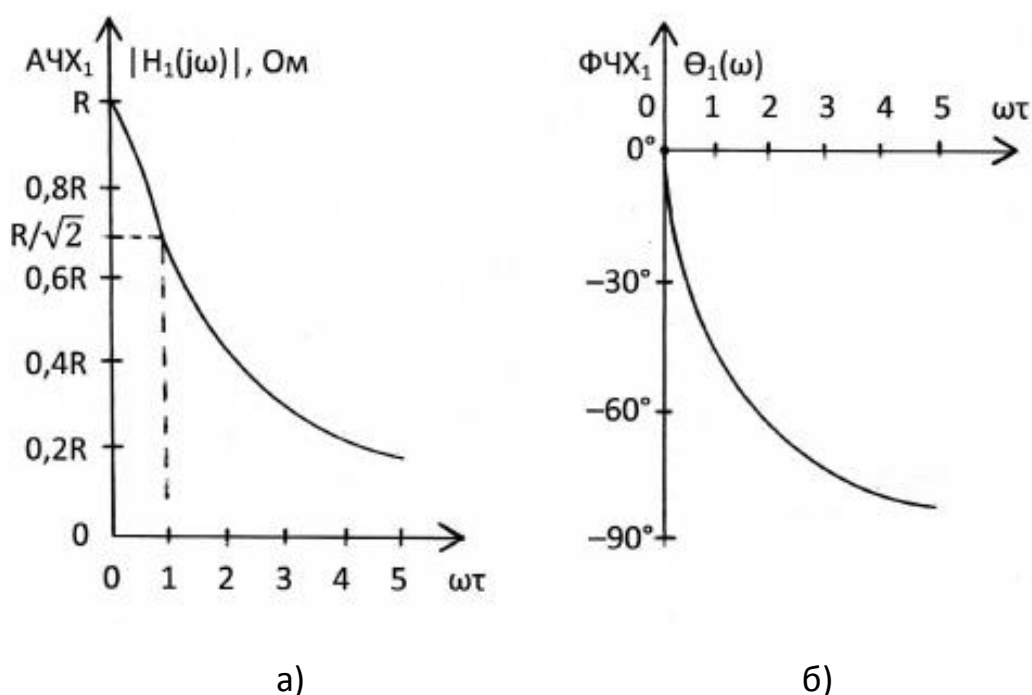 АЧХ₁ |H₁(jω)|, Ом
R
0,8R
R/√2
0,6R
0,4R
0,2R
0
0 1 2 3 4 5 ωτ
а)
ФЧХ₁ Θ₁(ω)
0 1 2 3 4 5 ωτ
0°
−30°
−60°
−90°
б)